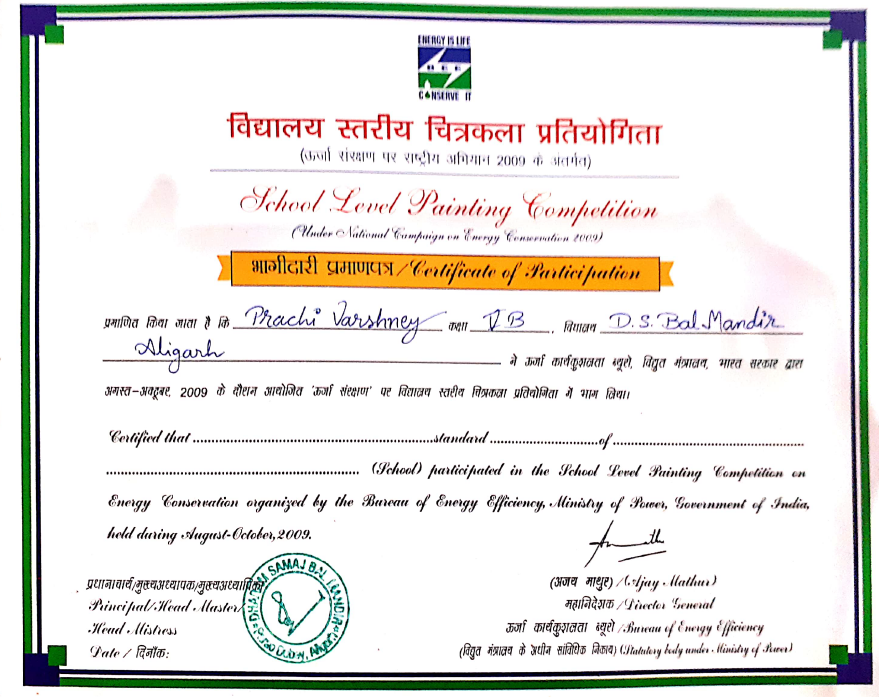 ENERGY IS LIFE
BEE
CONSERVE IT
विद्यालय स्तरीय चित्रकला प्रतियोगिता
(ऊर्जा संरक्षण पर राष्ट्रीय अभियान 2009 के अंतर्गत)
School Level Painting Competition
(Under National Campaign on Energy Conservation 2009)
भागीदारी प्रमाणपत्र/Certificate of Participation
प्रमाणित किया जाता है कि Prachi Varshney कक्षा V B, विद्यालय D.S. Bal Mandir
Aligarh ने ऊर्जा कार्यकुशलता ब्यूरो, विद्युत मंत्रालय, भारत सरकार द्वारा
अगस्त-अक्टूबर, 2009 के दौरान आयोजित 'ऊर्जा संरक्षण' पर विद्यालय स्तरीय चित्रकला प्रतियोगिता में भाग लिया।
Certified that ........ standard ........ of ........
........ (School) participated in the School Level Painting Competition on
Energy Conservation organized by the Bureau of Energy Efficiency, Ministry of Power, Government of India,
held during August-October, 2009.
प्रधानाचार्य/मुख्यअध्यापक/मुख्यअध्यापिका
Principal/Head Master/
Head Mistress
Date / दिनाँक:
SAMAJ BAL MANDIR
(अजय माथुर) /(Ajay Mathur)
महानिदेशक /Director General
ऊर्जा कार्यकुशलता ब्यूरो /Bureau of Energy Efficiency
(विद्युत मंत्रालय के अधीन सांविधिक निकाय) (Statutory body under Ministry of Power)